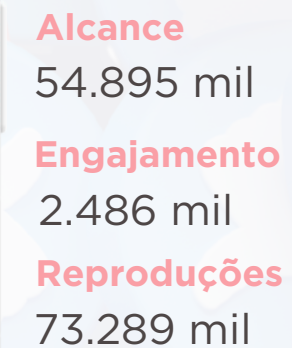 Alcance
54.895 mil
Engajamento
2.486 mil
Reproduções
73.289 mil